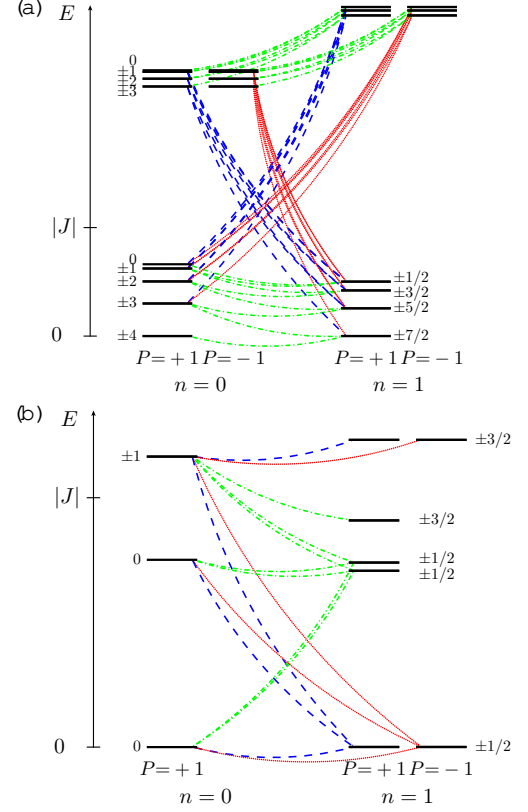 (a)
E
0
±1
±2
±3
|J|
0
±1
±2
±3
±4
0
±1/2
±3/2
±5/2
±7/2
P=+1 P=−1 P=+1 P=−1
n = 0 n = 1
(b)
E
±1
±3/2
|J|
±3/2
0
±1/2
±1/2
0
0
±1/2
P=+1 P=+1 P=−1
n = 0 n = 1